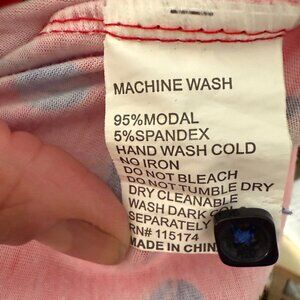 MACHINE WASH
95%MODAL
5%SPANDEX
HAND WASH COLD
NO IRON
DO NOT BLEACH
DO NOT TUMBLE DRY
DRY CLEANABLE
WASH DARK
SEPARATELY
RN# 115174
MADE IN